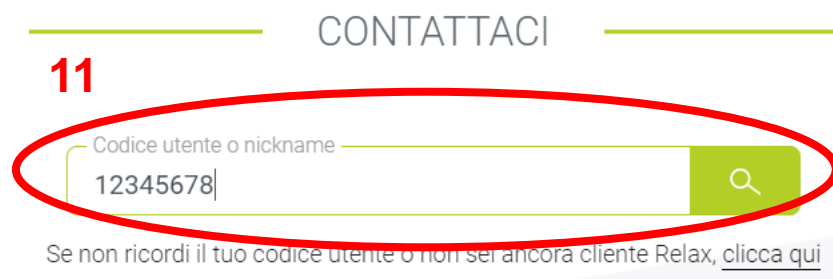 CONTATTACI
11
Codice utente o nickname
12345678
Se non ricordi il tuo codice utente o non sei ancora cliente Relax, clicca qui